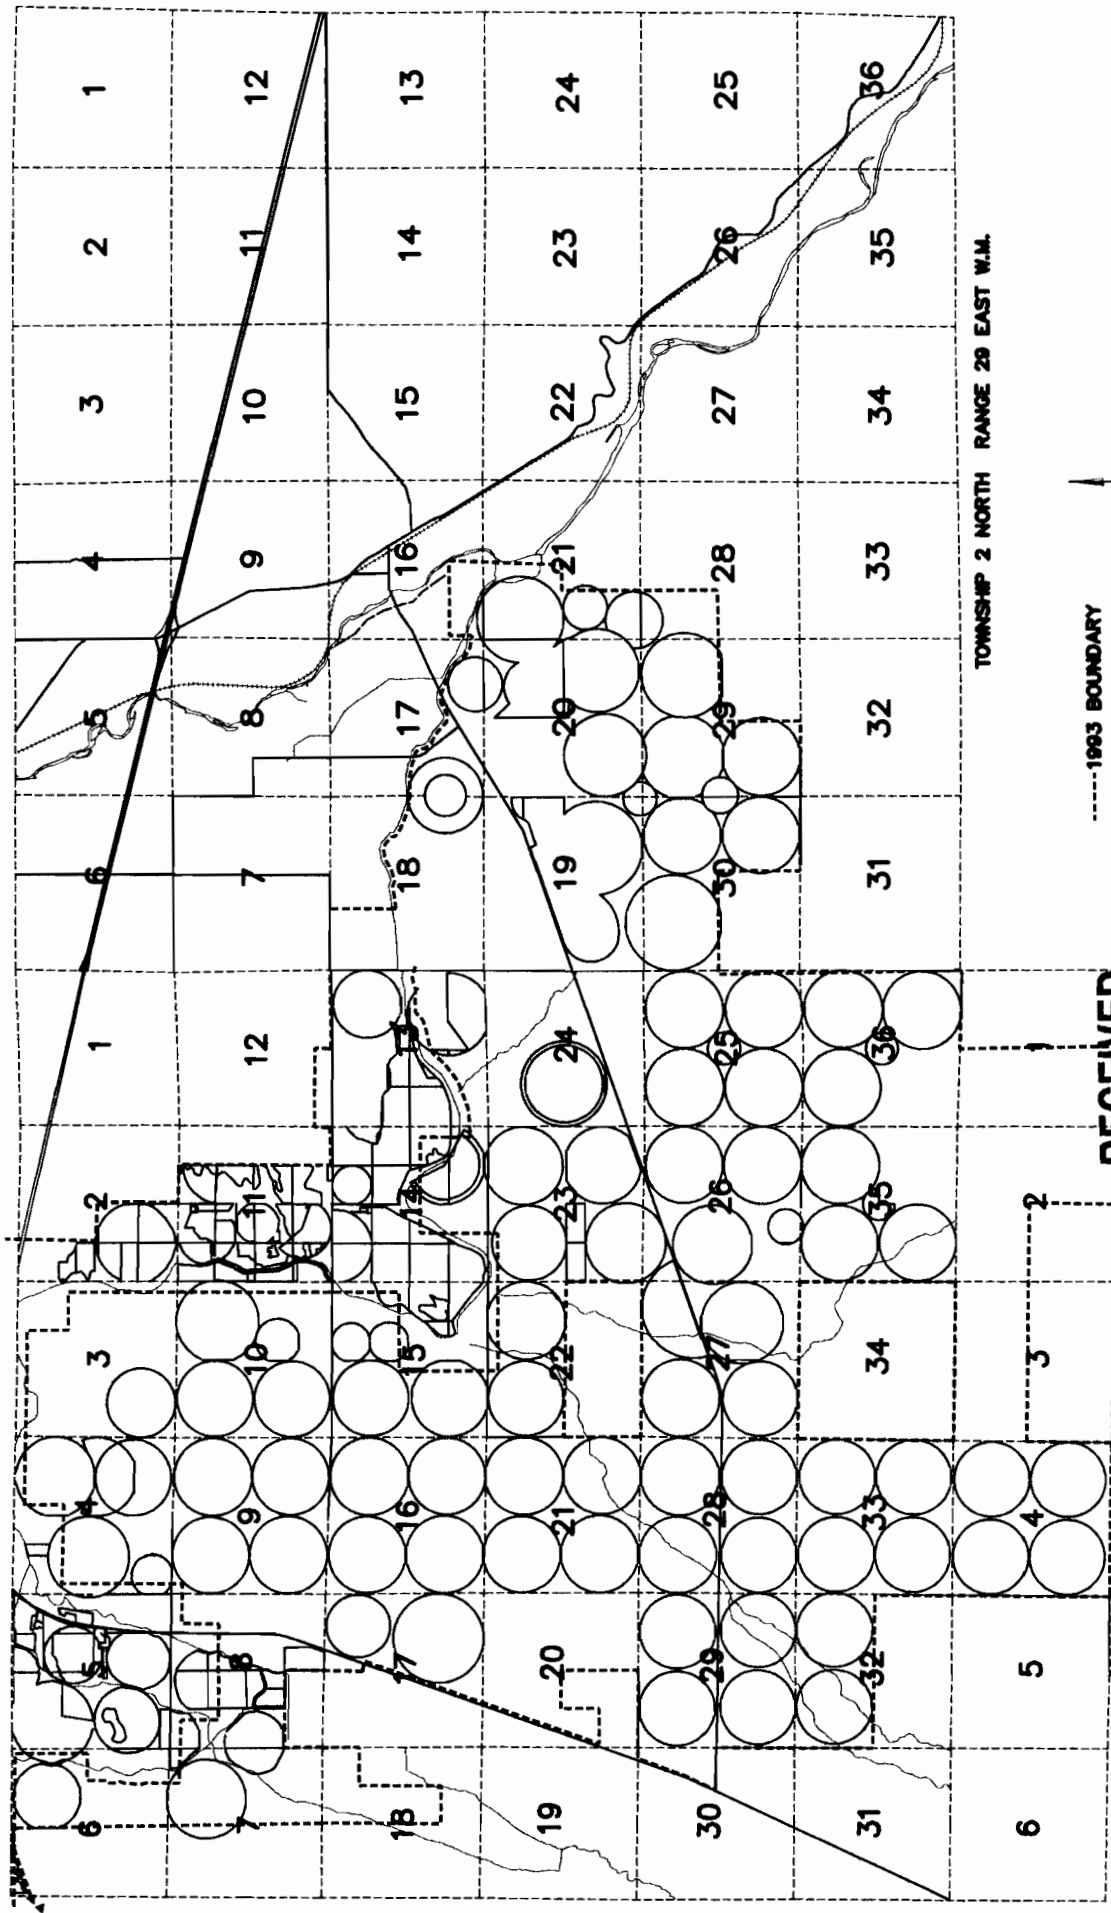 6 5 4 3 2 1 6 5 4 3 2 1
7 8 9 10 11 12 7 8 9 10 11 12
18 17 16 15 14 13 18 17 16 15 14 13
19 20 21 22 23 24 19 20 21 22 23 24
30 29 28 27 26 25 30 29 28 27 26 25
31 32 33 34 35 36 31 32 33 34 35 36
6 5 4 3 2 1
TOWNSHIP 2 NORTH RANGE 29 EAST W.M.
1993 BOUNDARY
RECEIVED